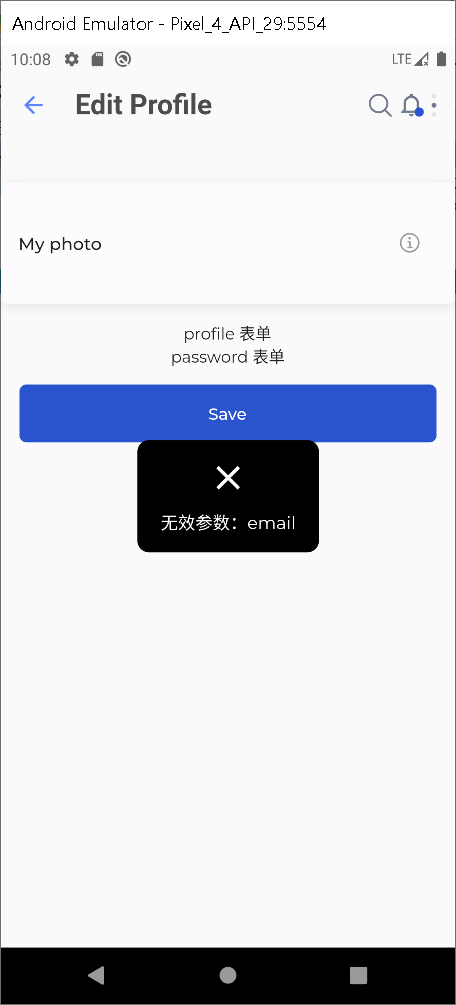 Android Emulator - Pixel_4_API_29:5554
10:08 LTE
Edit Profile
My photo
profile 表单
password 表单
Save
无效参数：email